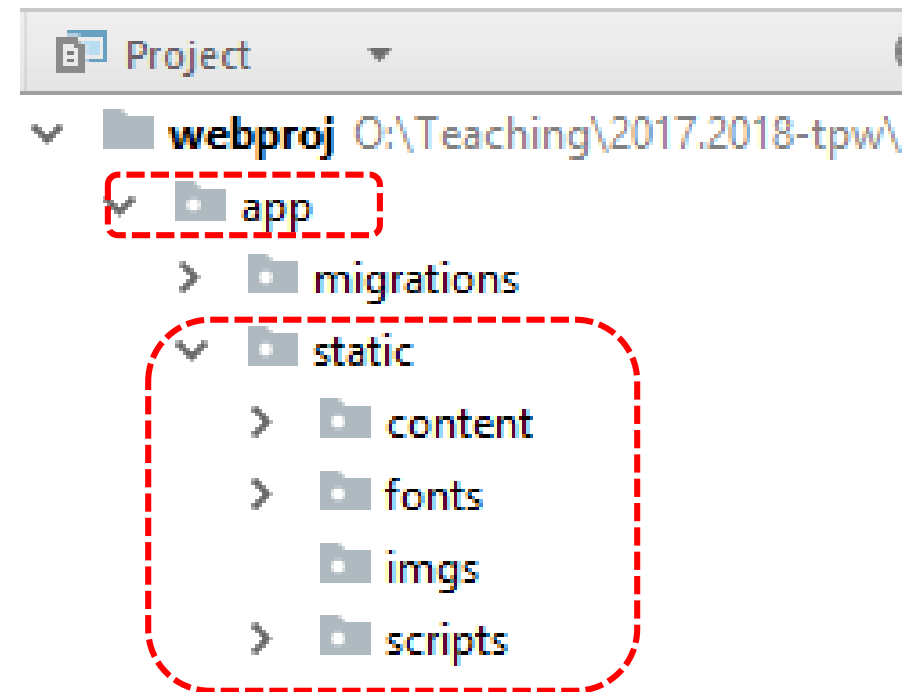 Project
webproj O:\Teaching\2017.2018-tpw\
app
migrations
static
content
fonts
imgs
scripts